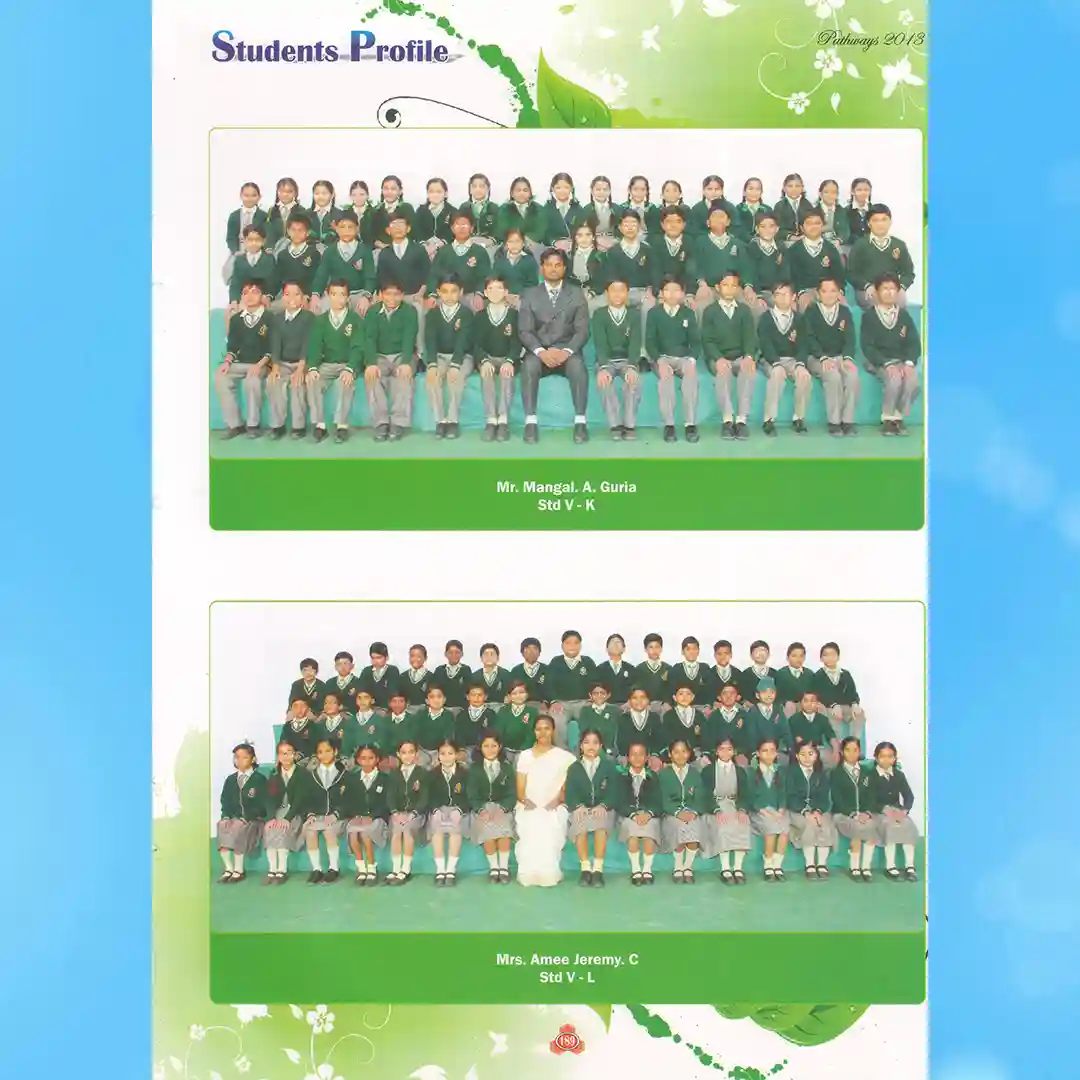 Students Profile
Pathways 2013
Mr. Mangal. A. Guria
Std V - K
Mrs. Amee Jeremy. C
Std V - L
189